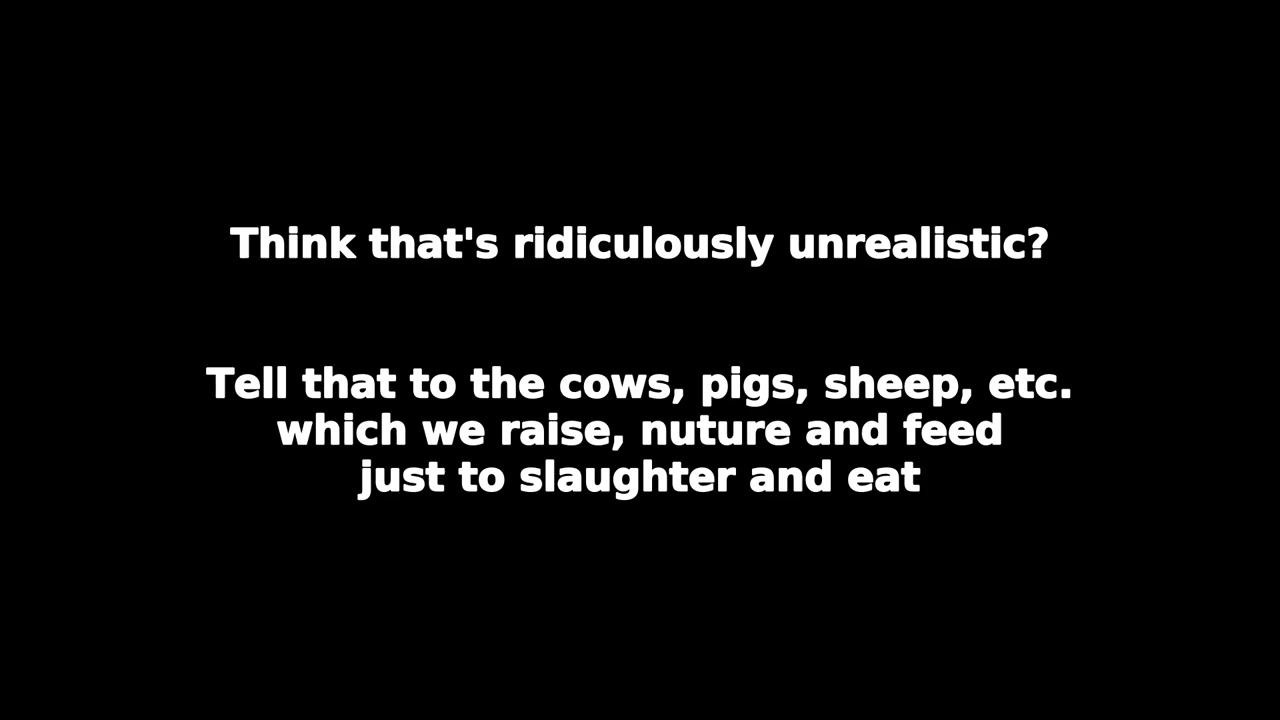 Think that's ridiculously unrealistic?
Tell that to the cows, pigs, sheep, etc.
which we raise, nuture and feed
just to slaughter and eat